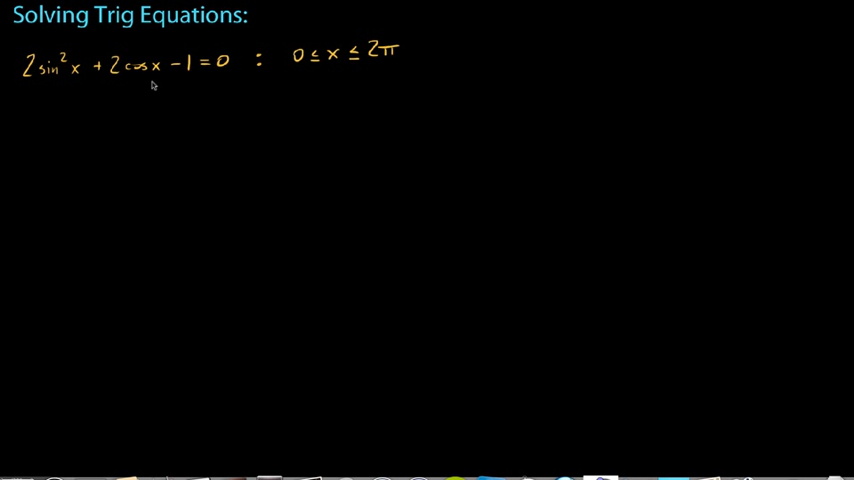 Solving Trig Equations:
2sin²x + 2cosx - 1 = 0 : 0 ≤ x ≤ 2π